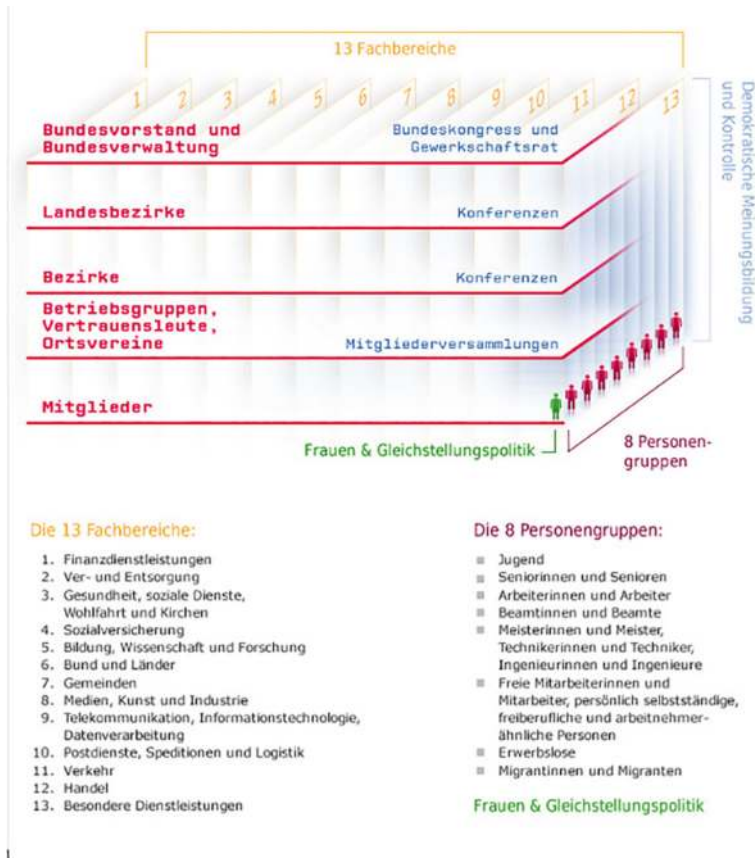 13 Fachbereiche
1 2 3 4 5 6 7 8 9 10 11 12 13
Demokratische Meinungsbildung
und Kontrolle
Bundesvorstand und
Bundesverwaltung
Bundeskongress und
Gewerkschaftsrat
Landesbezirke
Konferenzen
Bezirke
Konferenzen
Betriebsgruppen,
Vertrauensleute,
Ortsvereine
Mitgliederversammlungen
Mitglieder
Frauen & Gleichstellungspolitik
8 Personen-
gruppen
Die 13 Fachbereiche:
1. Finanzdienstleistungen
2. Ver- und Entsorgung
3. Gesundheit, soziale Dienste,
Wohlfahrt und Kirchen
4. Sozialversicherung
5. Bildung, Wissenschaft und Forschung
6. Bund und Länder
7. Gemeinden
8. Medien, Kunst und Industrie
9. Telekommunikation, Informationstechnologie,
Datenverarbeitung
10. Postdienste, Speditionen und Logistik
11. Verkehr
12. Handel
13. Besondere Dienstleistungen
Die 8 Personengruppen:
Jugend
Seniorinnen und Senioren
Arbeiterinnen und Arbeiter
Beamtinnen und Beamte
Meisterinnen und Meister,
Technikerinnen und Techniker,
Ingenieurinnen und Ingenieure
Freie Mitarbeiterinnen und
Mitarbeiter, persönlich selbstständige,
freiberufliche und arbeitnehmer-
ähnliche Personen
Erwerbslose
Migrantinnen und Migranten
Frauen & Gleichstellungspolitik